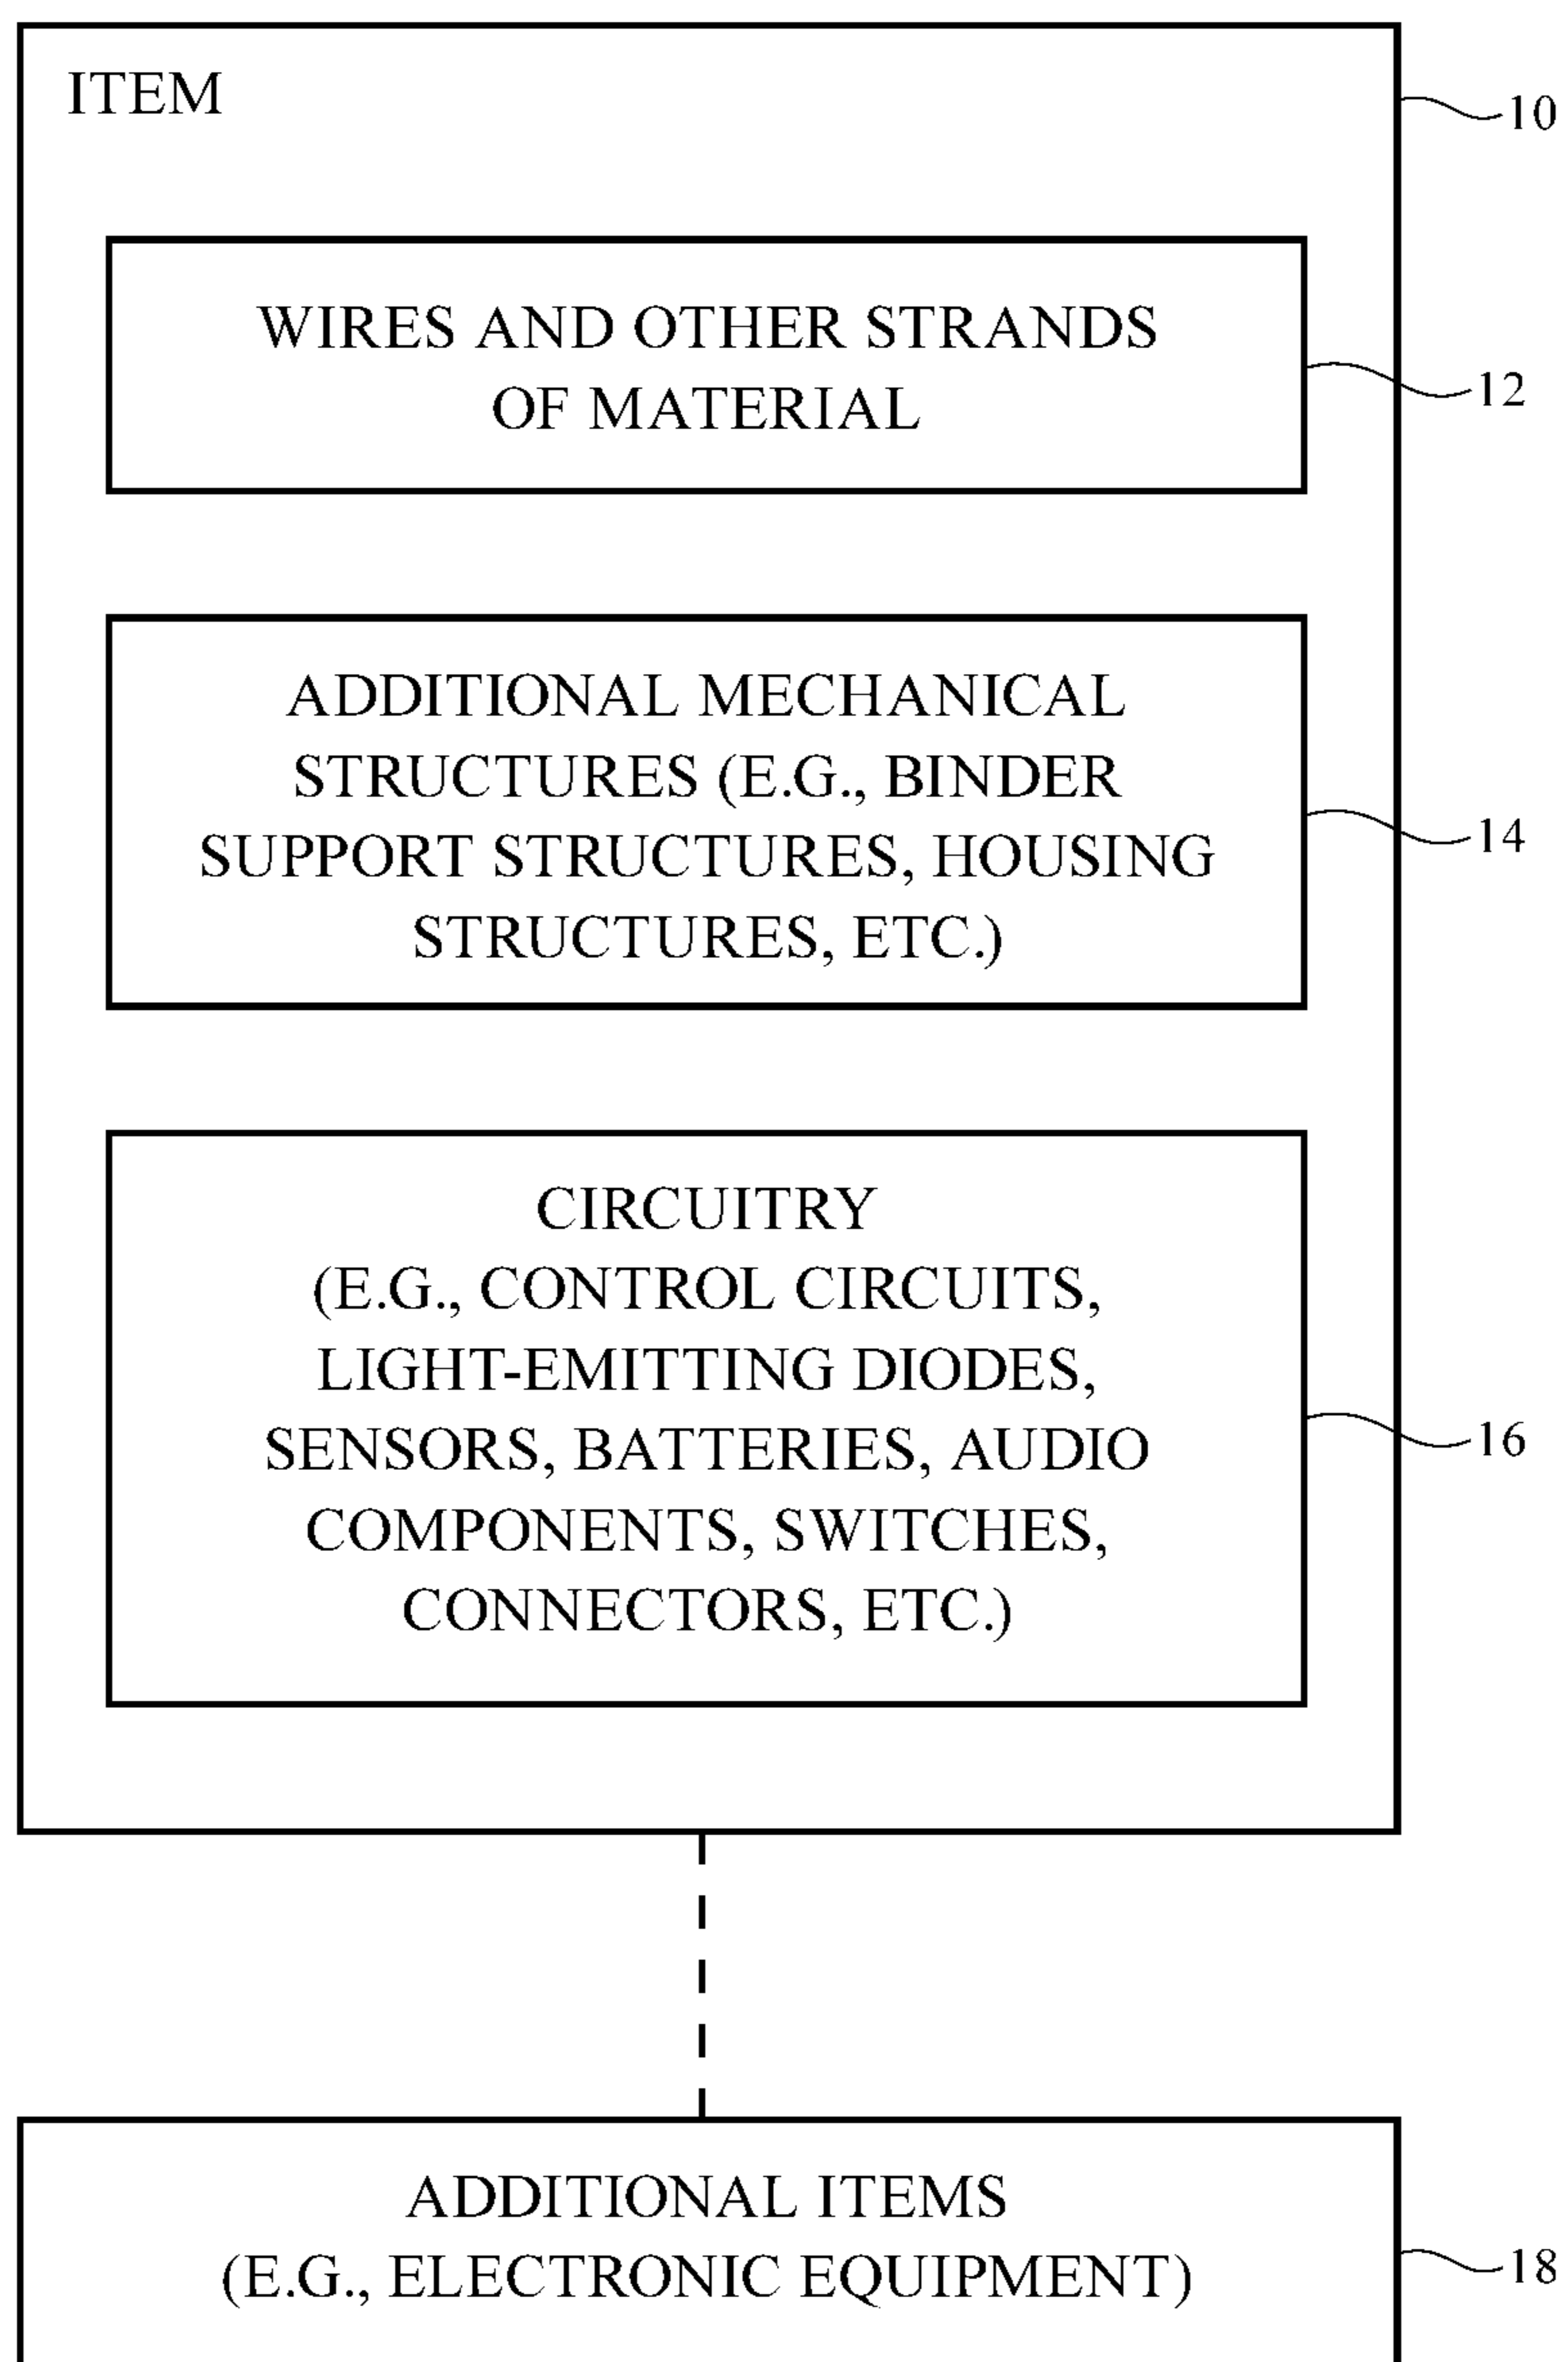 ITEM
10
WIRES AND OTHER STRANDS
OF MATERIAL
12
ADDITIONAL MECHANICAL
STRUCTURES (E.G., BINDER
SUPPORT STRUCTURES, HOUSING
STRUCTURES, ETC.)
14
CIRCUITRY
(E.G., CONTROL CIRCUITS,
LIGHT-EMITTING DIODES,
SENSORS, BATTERIES, AUDIO
COMPONENTS, SWITCHES,
CONNECTORS, ETC.)
16
ADDITIONAL ITEMS
(E.G., ELECTRONIC EQUIPMENT)
18